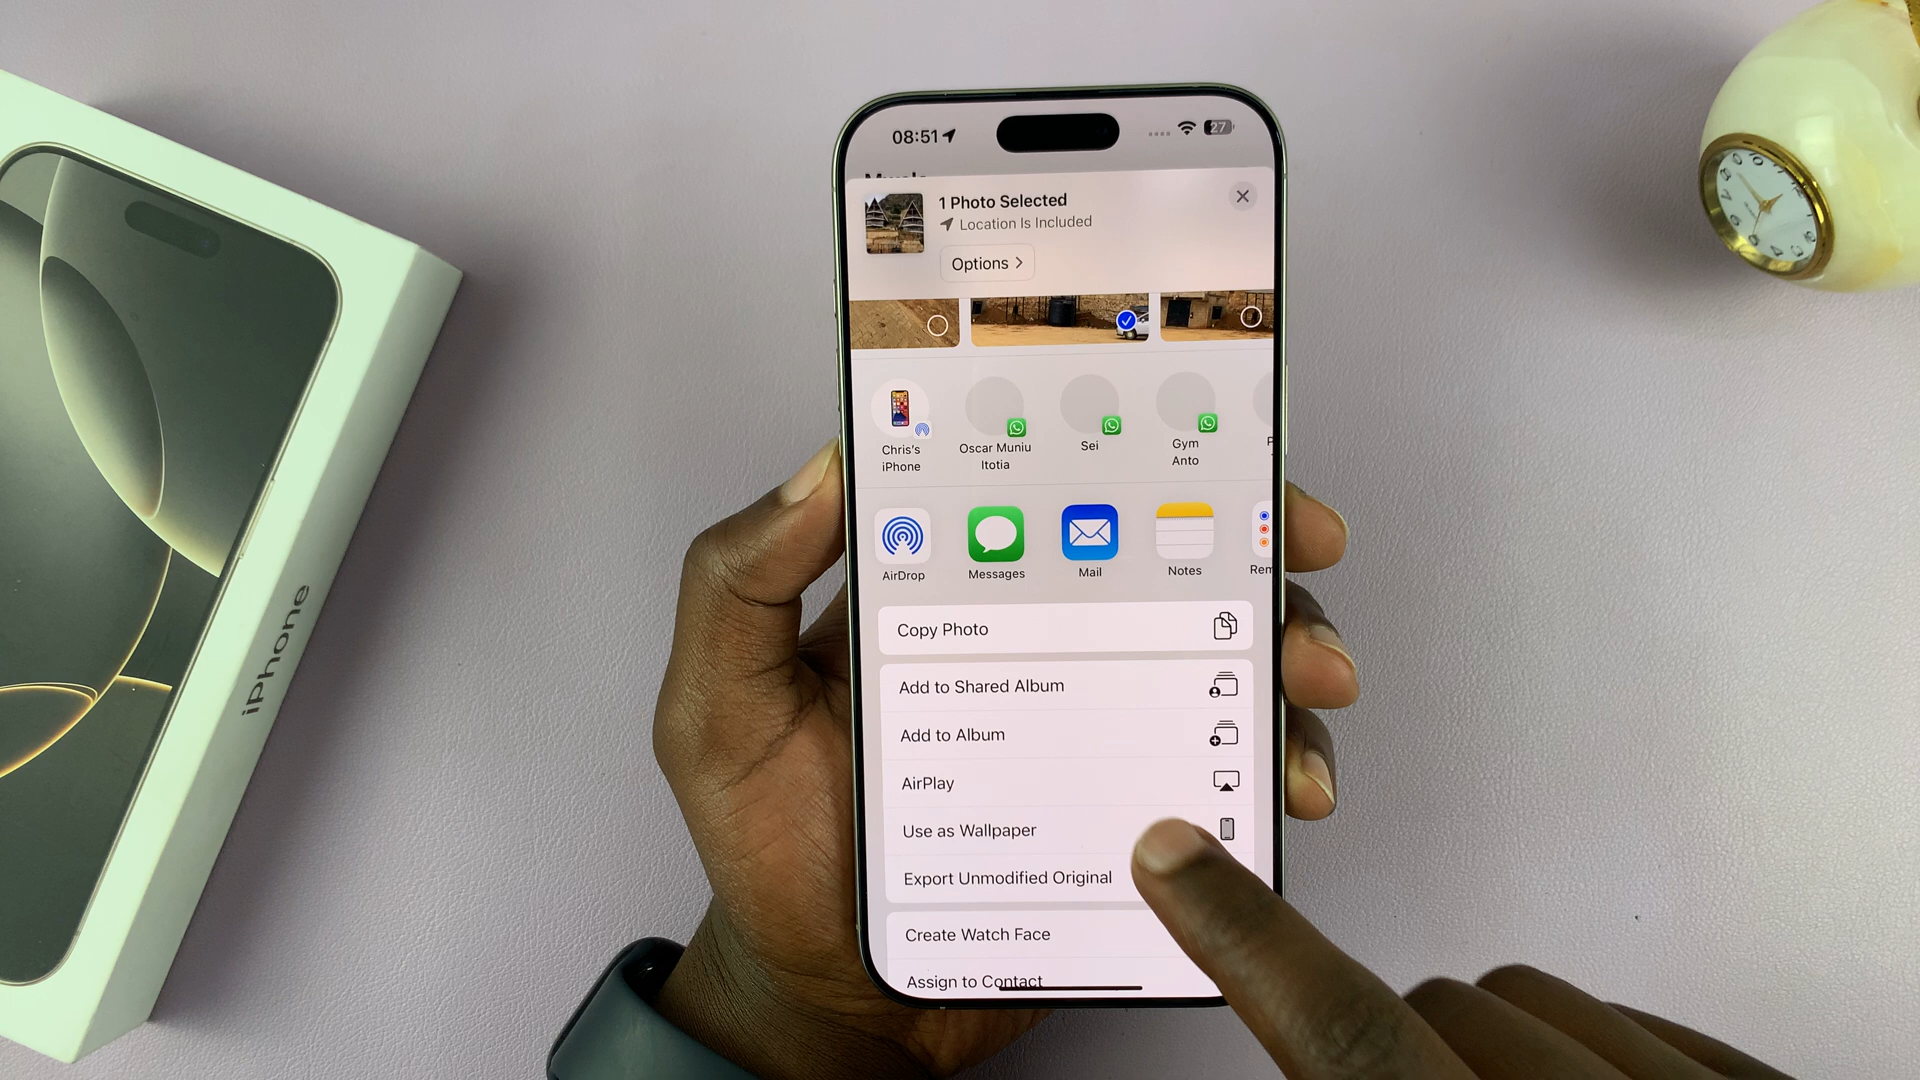 iPhone
08:51
27
1 Photo Selected
Location Is Included
Options
Chris's
iPhone
Oscar Muniu
Itotia
Sei
Gym
Anto
AirDrop
Messages
Mail
Notes
Rem
Copy Photo
Add to Shared Album
Add to Album
AirPlay
Use as Wallpaper
Export Unmodified Original
Create Watch Face
Assign to Contact